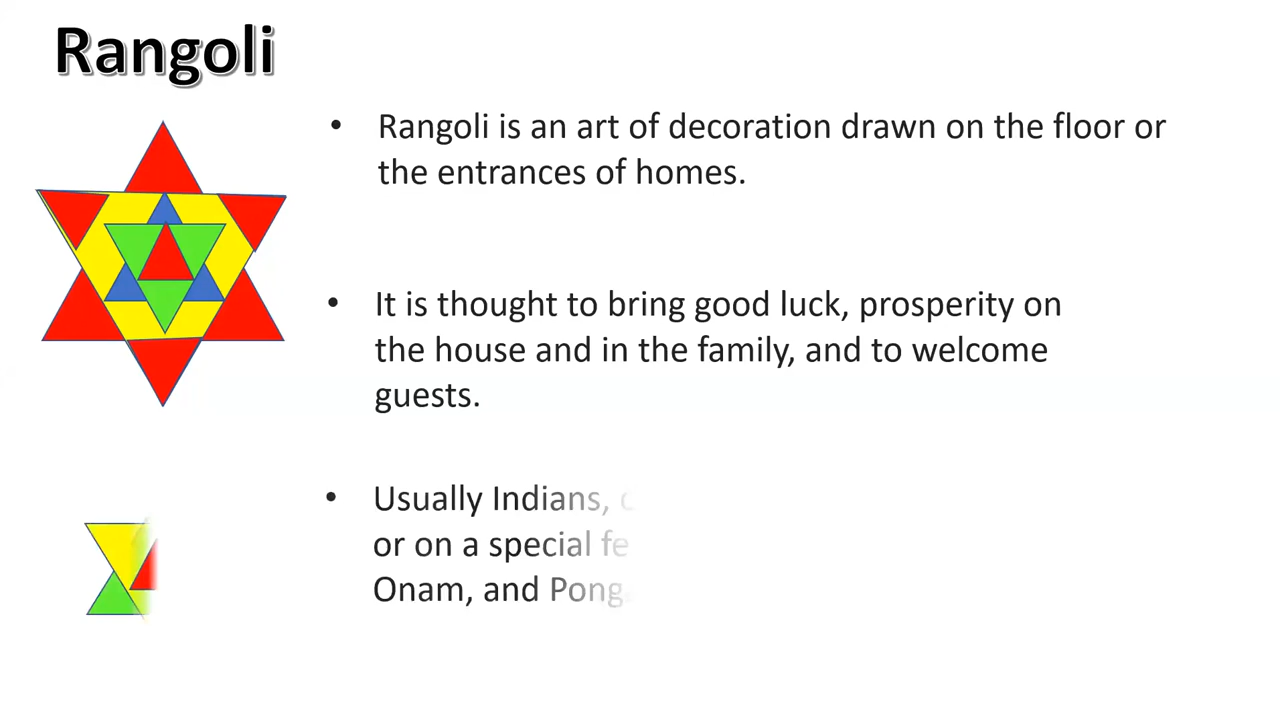 Rangoli
• Rangoli is an art of decoration drawn on the floor or
the entrances of homes.
• It is thought to bring good luck, prosperity on
the house and in the family, and to welcome
guests.
• Usually Indians,
or on a special
Onam, and